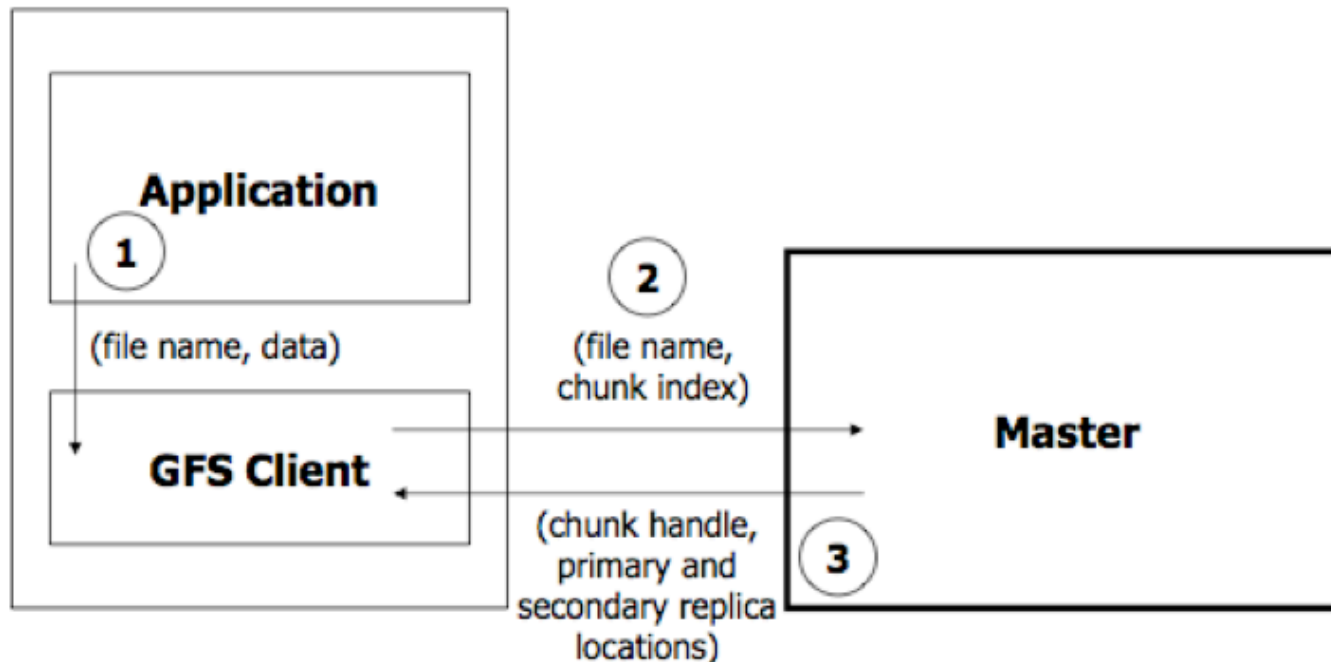 Application
1
(file name, data)
GFS Client
2
(file name,
chunk index)
Master
(chunk handle,
primary and
secondary replica
locations)
3